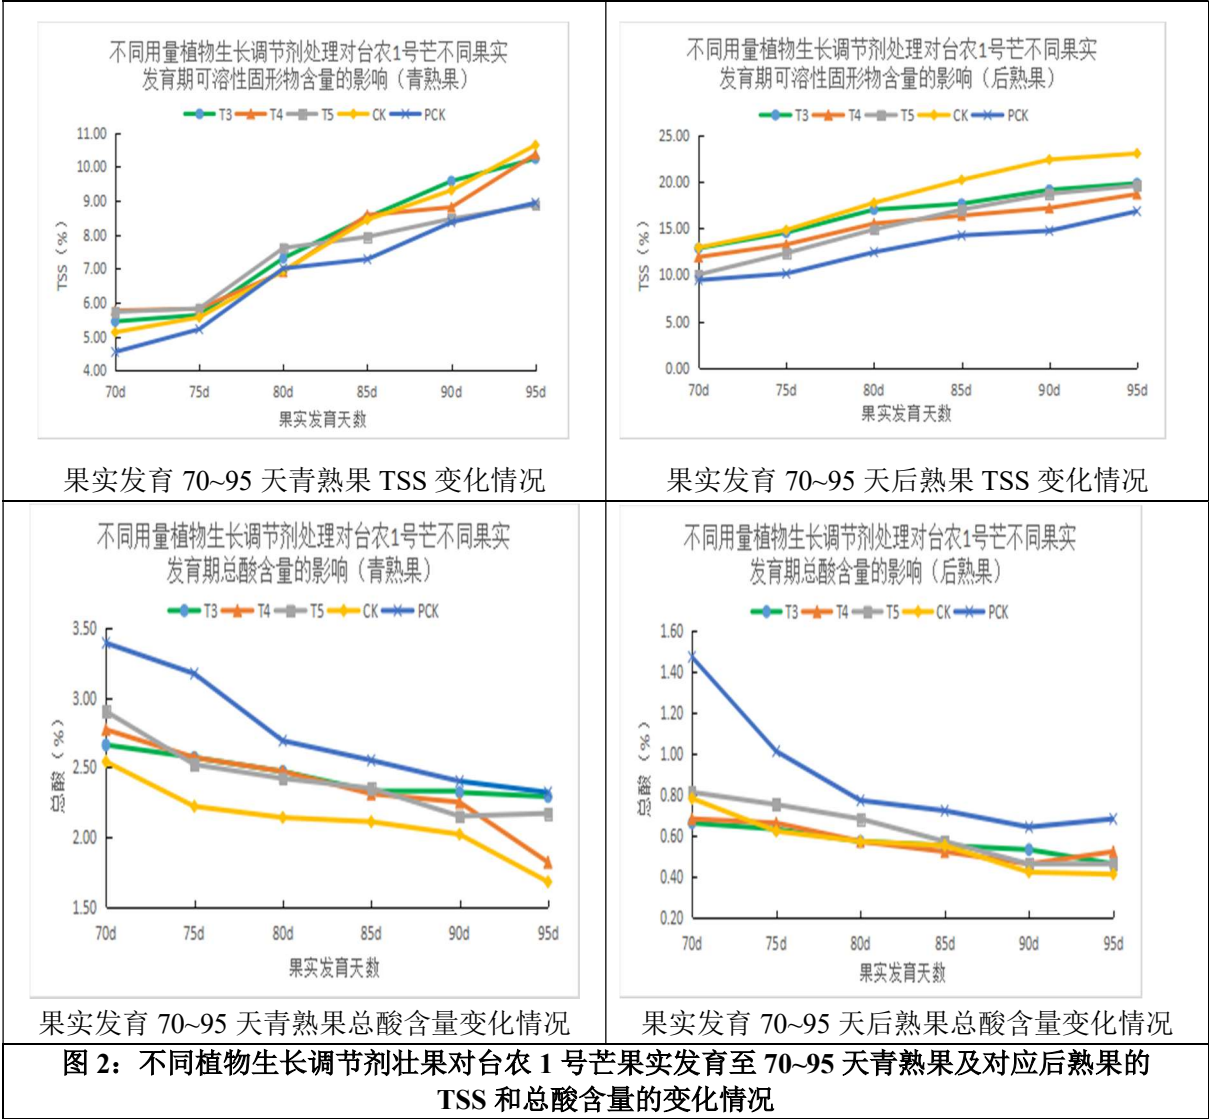 不同用量植物生长调节剂处理对台农1号芒不同果实
发育期可溶性固形物含量的影响（青熟果）
T3 T4 T5 CK PCK
11.00
10.00
9.00
8.00
7.00
6.00
5.00
4.00
TSS（%）
70d 75d 80d 85d 90d 95d
果实发育天数
果实发育 70~95 天青熟果 TSS 变化情况
不同用量植物生长调节剂处理对台农1号芒不同果实
发育期可溶性固形物含量的影响（后熟果）
T3 T4 T5 CK PCK
25.00
20.00
15.00
10.00
5.00
0.00
TSS（%）
70d 75d 80d 85d 90d 95d
果实发育天数
果实发育 70~95 天后熟果 TSS 变化情况
不同用量植物生长调节剂处理对台农1号芒不同果实
发育期总酸含量的影响（青熟果）
T3 T4 T5 CK PCK
3.50
3.00
2.50
2.00
1.50
总酸（%）
70d 75d 80d 85d 90d 95d
果实发育天数
果实发育 70~95 天青熟果总酸含量变化情况
不同用量植物生长调节剂处理对台农1号芒不同果实
发育期总酸含量的影响（后熟果）
T3 T4 T5 CK PCK
1.60
1.40
1.20
1.00
0.80
0.60
0.40
0.20
总酸（%）
70d 75d 80d 85d 90d 95d
果实发育天数
果实发育 70~95 天后熟果总酸含量变化情况
图 2：不同植物生长调节剂壮果对台农 1 号芒果实发育至 70~95 天青熟果及对应后熟果的
TSS 和总酸含量的变化情况